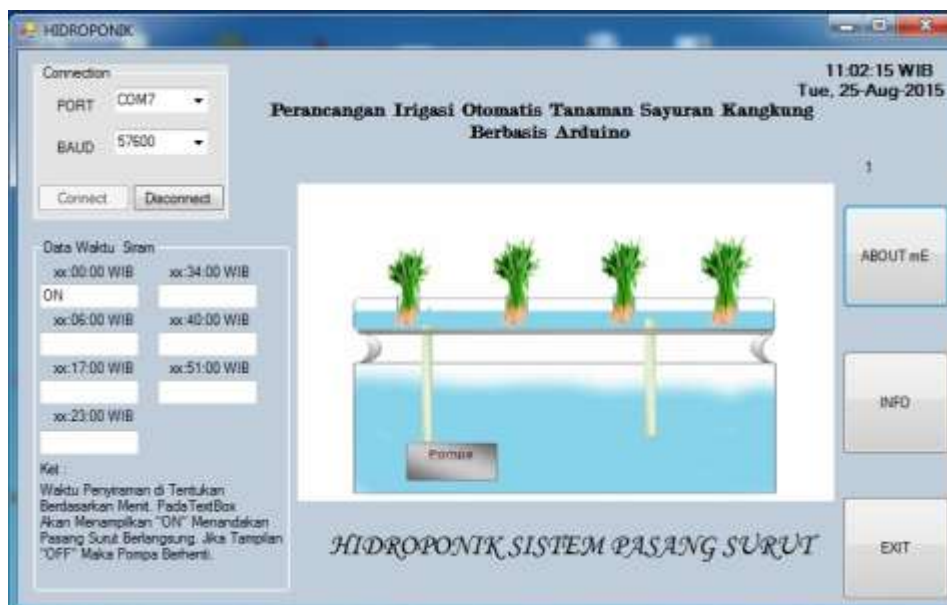 HIDROPONIK
11:02:15 WIB
Tue, 25-Aug-2015
Connection
PORT COM7
BAUD 57600
Connect Disconnect
Perancangan Irigasi Otomatis Tanaman Sayuran Kangkung
Berbasis Arduino
1
Data Waktu Siram
xx:00:00 WIB xx:34:00 WIB
ON
xx:06:00 WIB xx:40:00 WIB
xx:17:00 WIB xx:51:00 WIB
xx:23:00 WIB
Ket :
Waktu Penyiraman di Tentukan
Berdasarkan Menit. Pada TextBox
Akan Menampilkan "ON" Menandakan
Pasang Surut Berlangsung. Jika Tampilan
"OFF" Maka Pompa Berhenti.
Pompa
HIDROPONIK SISTEM PASANG SURUT
ABOUT mE
INFO
EXIT